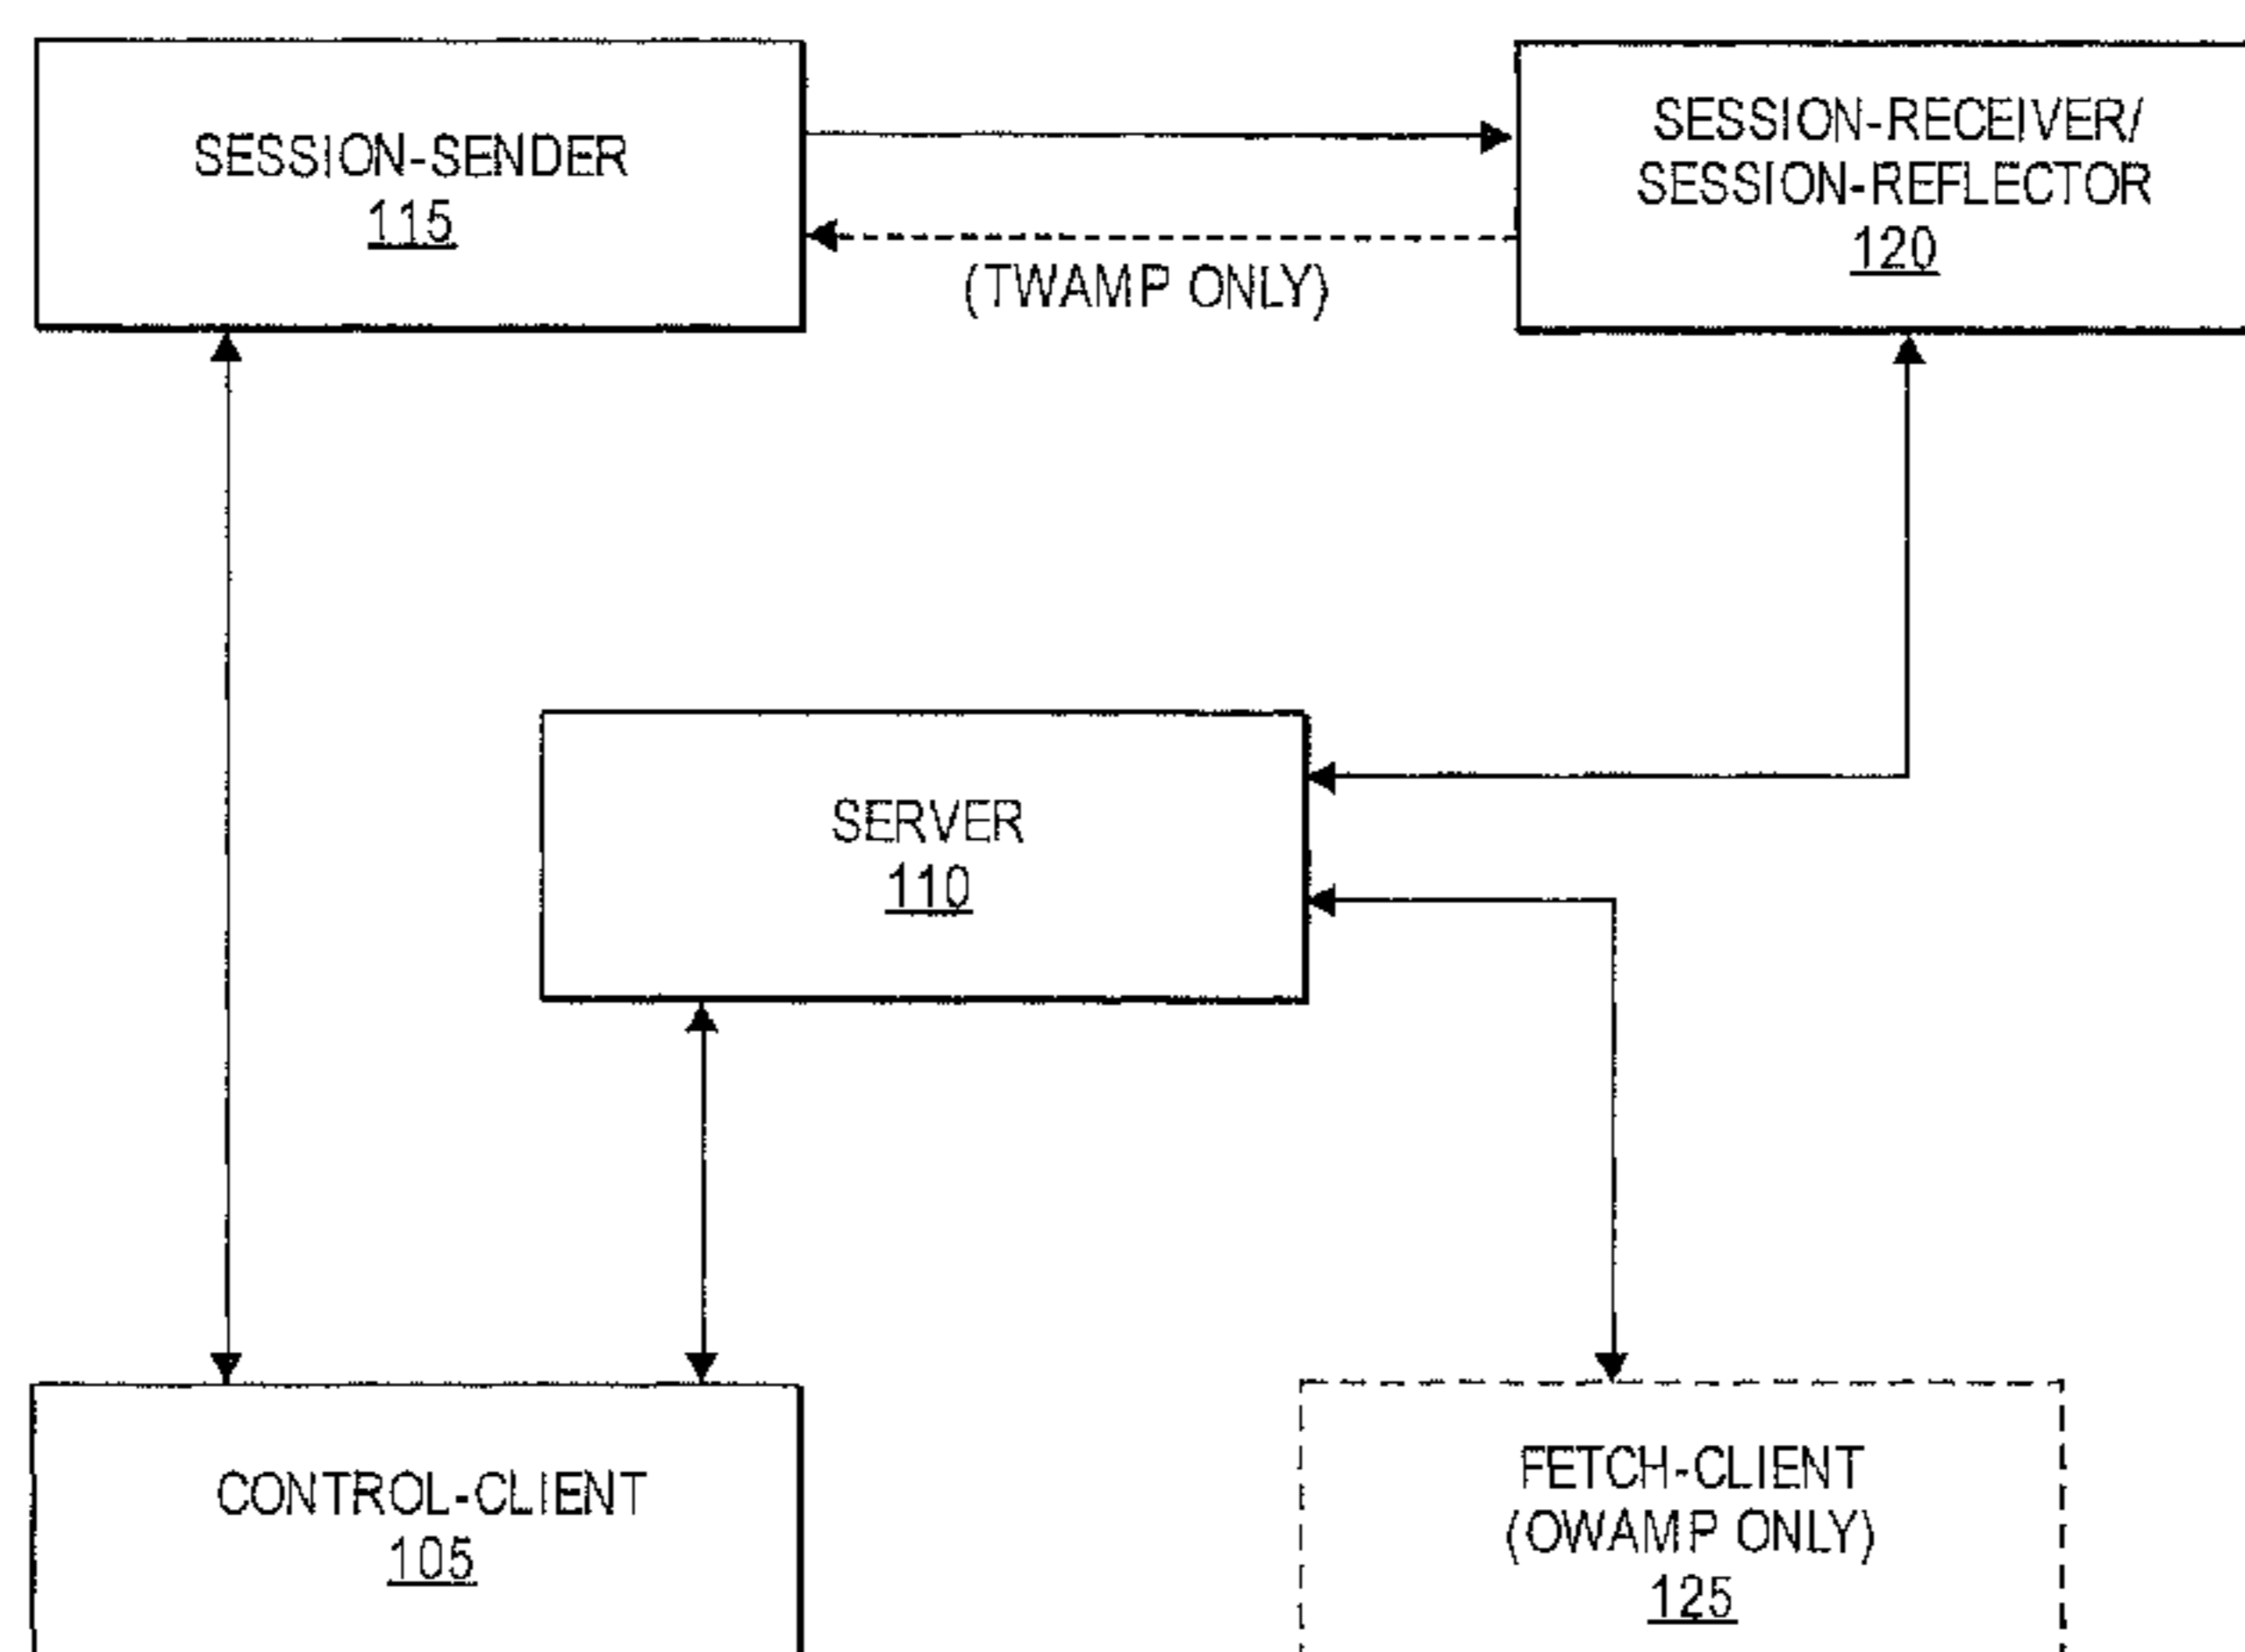 SESSION-SENDER
115
SESSION-RECEIVER/
SESSION-REFLECTOR
120
(TWAMP ONLY)
SERVER
110
CONTROL-CLIENT
105
FETCH-CLIENT
(OWAMP ONLY)
125